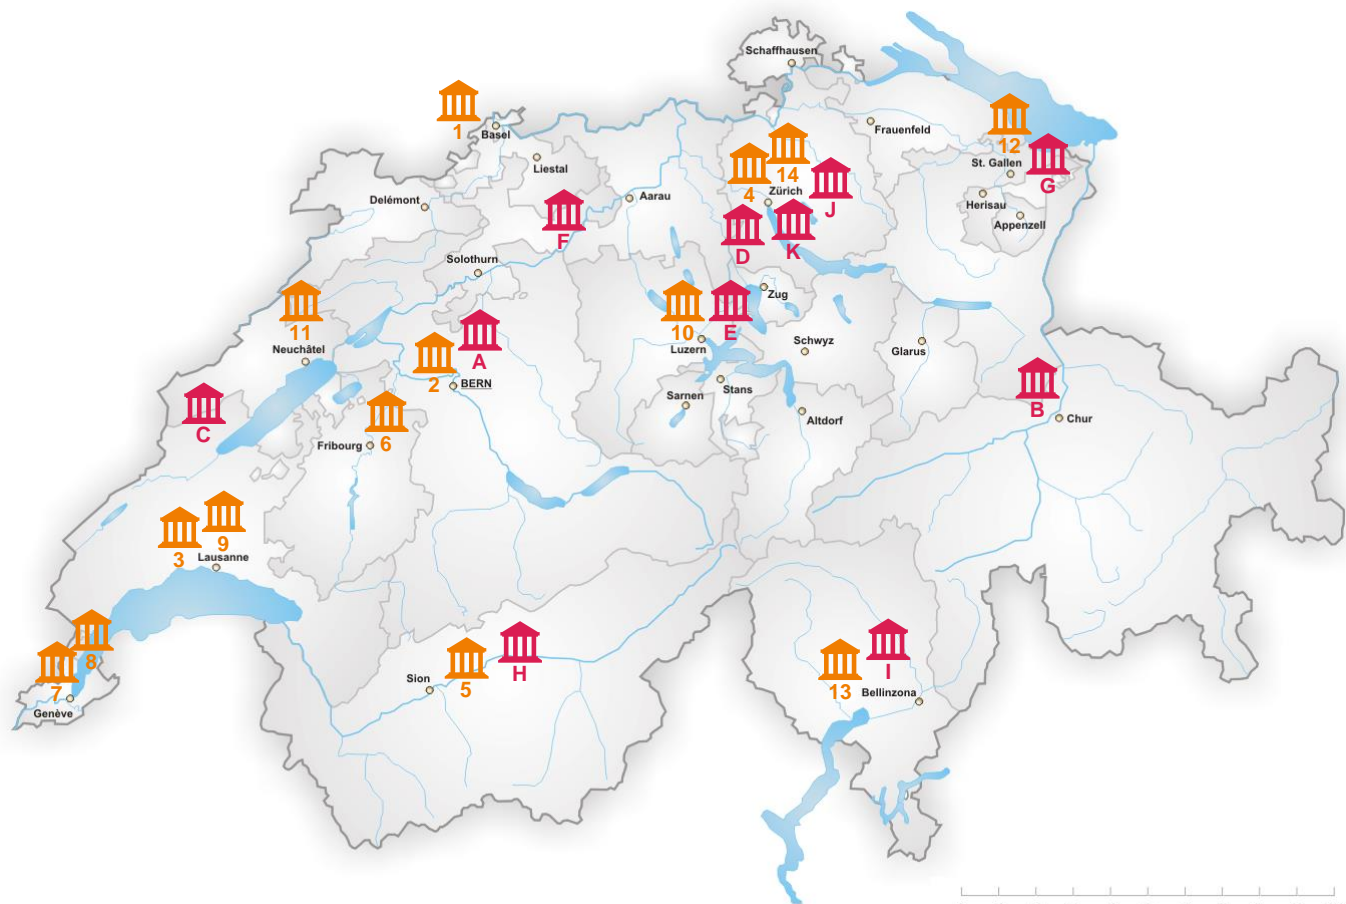 Schaffhausen
1
Basel
Frauenfeld
12
Liestal
4
14
St. Gallen
G
Delémont
Aarau
Zürich
J
Herisau
F
D
K
Appenzell
Solothurn
Zug
11
10
E
Neuchâtel
Luzern
Schwyz
Glarus
A
2
BERN
Stans
Sarnen
B
C
6
Altdorf
Chur
Fribourg
3
9
Lausanne
8
7
Sion
5
H
13
I
Bellinzona
Genève